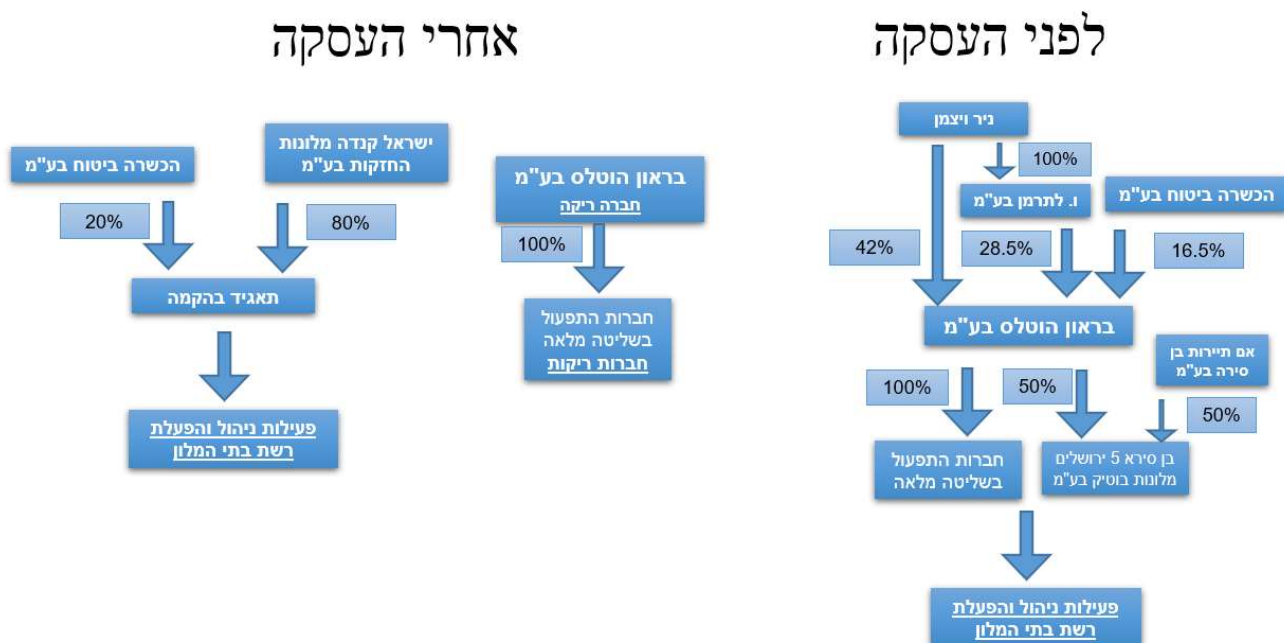 לפני העסקה
ניר ויצמן
100%
ו. לתרמן בע"מ
הכשרה ביטוח בע"מ
42%
28.5%
16.5%
בראון הוטלס בע"מ
אם תיירות בן
סירה בע"מ
100%
50%
50%
חברות התפעול
בשליטה מלאה
בן סירא 5 ירושלים
מלונות בוטיק בע"מ
פעילות ניהול והפעלת
רשת בתי המלון
אחרי העסקה
בראון הוטלס בע"מ
חברה ריקה
100%
חברות התפעול
בשליטה מלאה
חברות ריקות
ישראל קנדה מלונות
החזקות בע"מ
הכשרה ביטוח בע"מ
80%
20%
תאגיד בהקמה
פעילות ניהול והפעלת
רשת בתי המלון